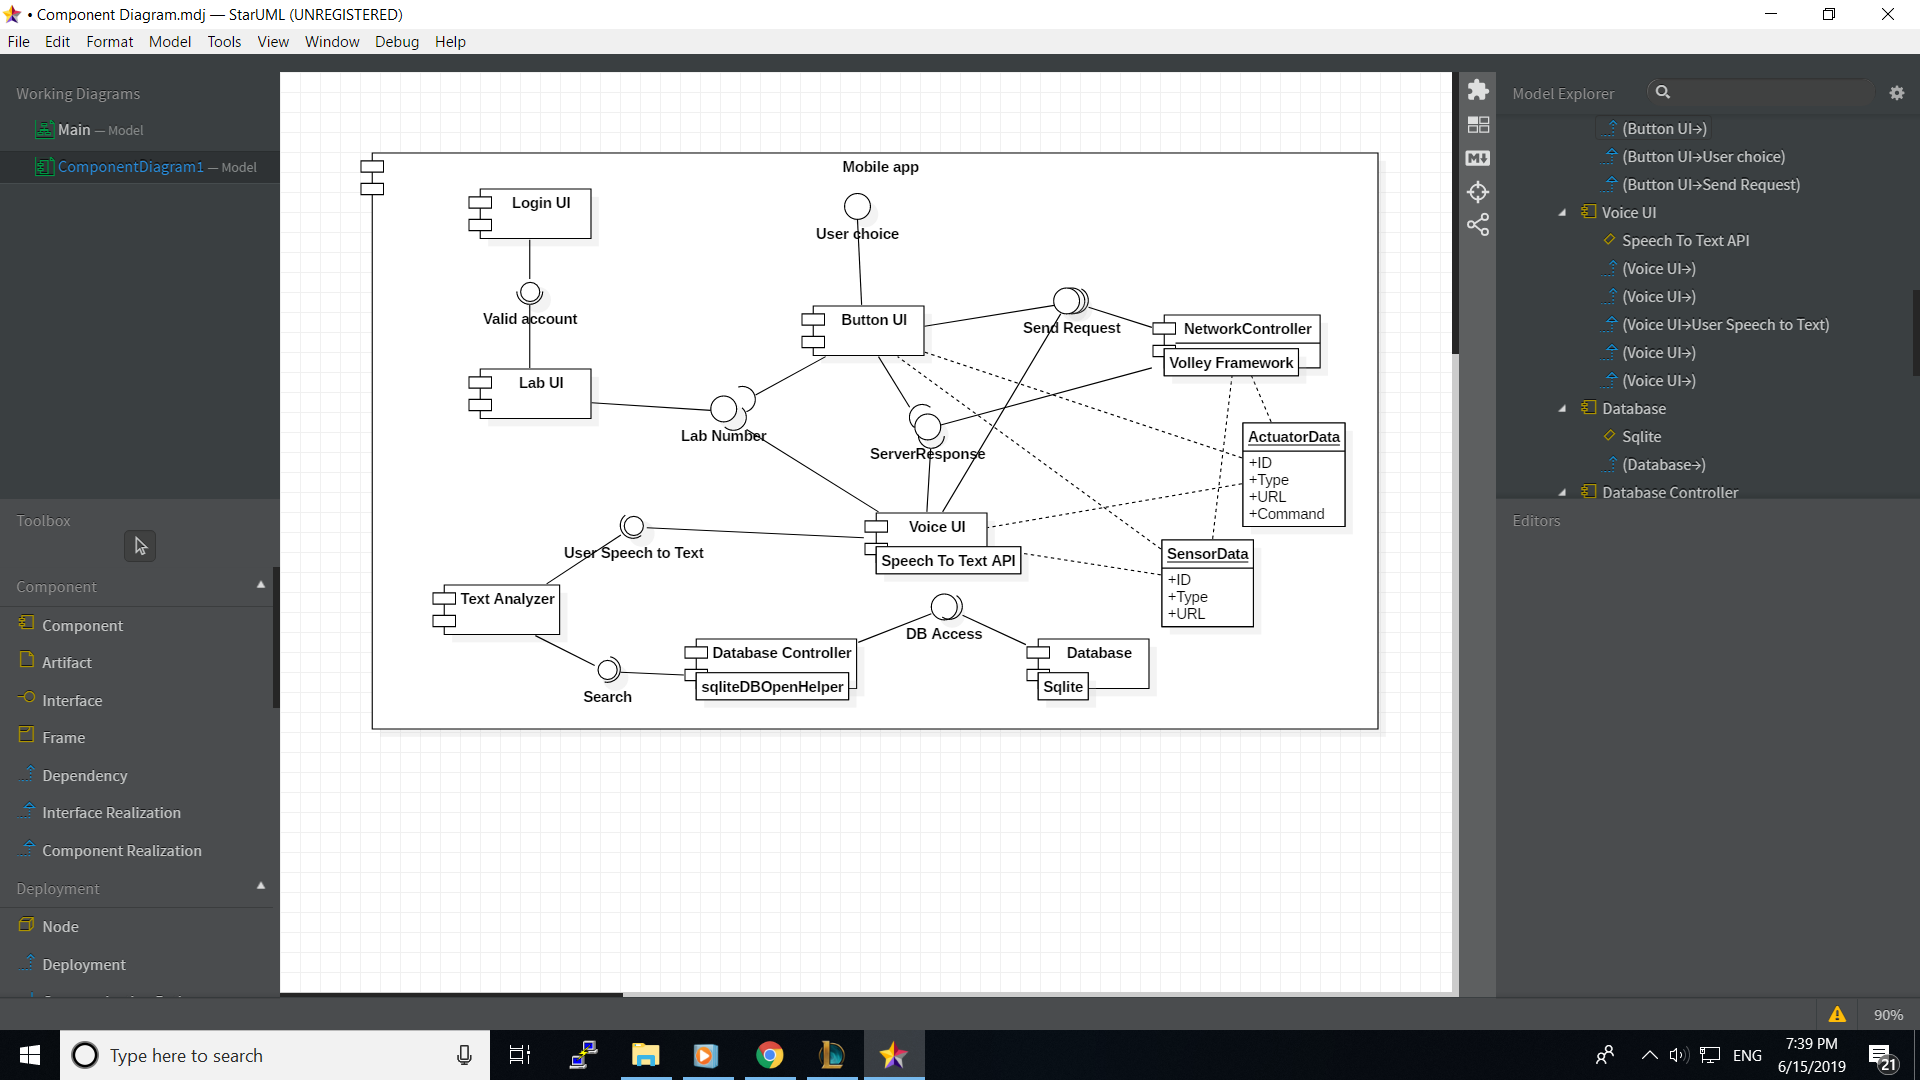 • Component Diagram.mdj — StarUML (UNREGISTERED)
File Edit Format Model Tools View Window Debug Help
Working Diagrams
Main — Model
ComponentDiagram1 — Model
Toolbox
Component
Component
Artifact
Interface
Frame
Dependency
Interface Realization
Component Realization
Deployment
Node
Deployment
Mobile app
Login UI
User choice
Valid account
Button UI
Send Request
NetworkController
Volley Framework
Lab UI
Lab Number
ServerResponse
ActuatorData
+ID
+Type
+URL
+Command
Voice UI
Speech To Text API
User Speech to Text
SensorData
+ID
+Type
+URL
Text Analyzer
DB Access
Database Controller
sqliteDBOpenHelper
Database
Sqlite
Search
Model Explorer
(Button UI→)
(Button UI→User choice)
(Button UI→Send Request)
Voice UI
Speech To Text API
(Voice UI→)
(Voice UI→)
(Voice UI→User Speech to Text)
(Voice UI→)
(Voice UI→)
Database
Sqlite
(Database→)
Database Controller
Editors
90%
Type here to search
ENG
7:39 PM
6/15/2019
21